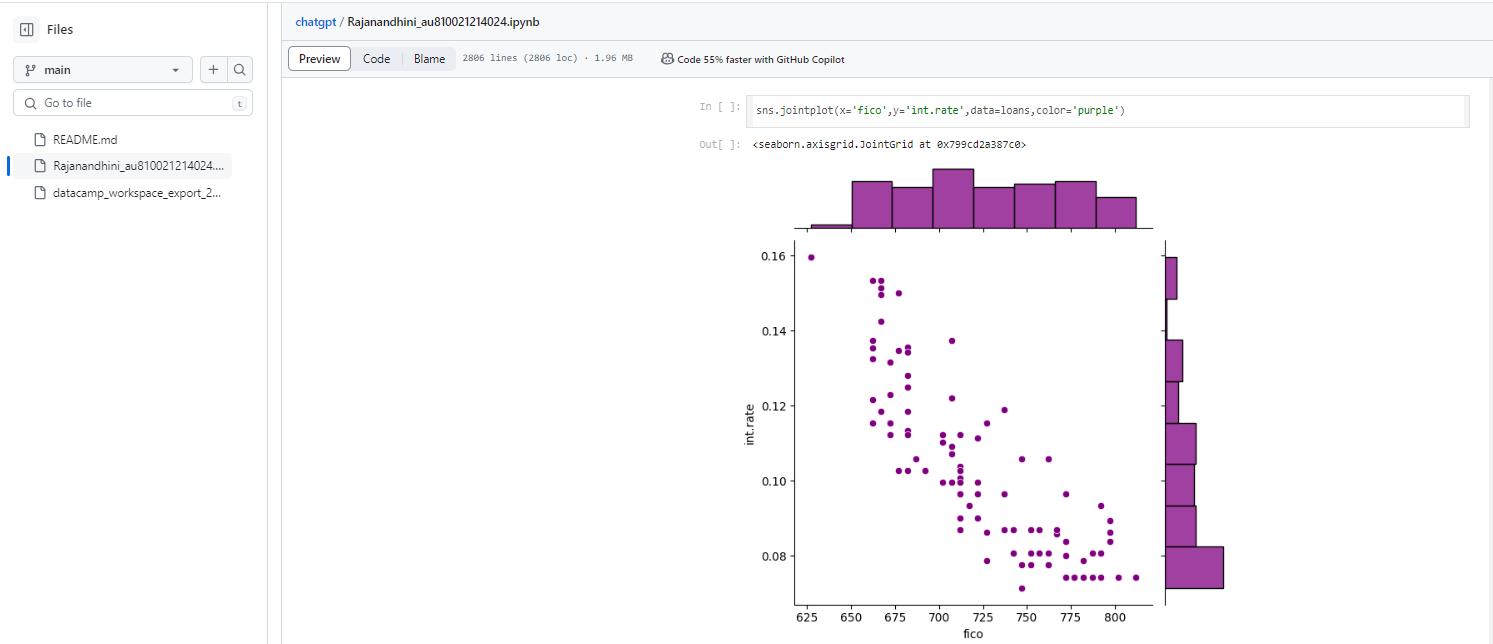 Files
main
Go to file
t
README.md
Rajanandhini_au810021214024....
datacamp_workspace_export_2...
chatgpt / Rajanandhini_au810021214024.ipynb
Preview
Code
Blame
2806 lines (2806 loc) · 1.96 MB
Code 55% faster with GitHub Copilot
In [ ]:
sns.jointplot(x='fico',y='int.rate',data=loans,color='purple')
Out[ ]:
<seaborn.axisgrid.JointGrid at 0x799cd2a387c0>
0.16
0.14
0.12
0.10
0.08
int.rate
625 650 675 700 725 750 775 800
fico